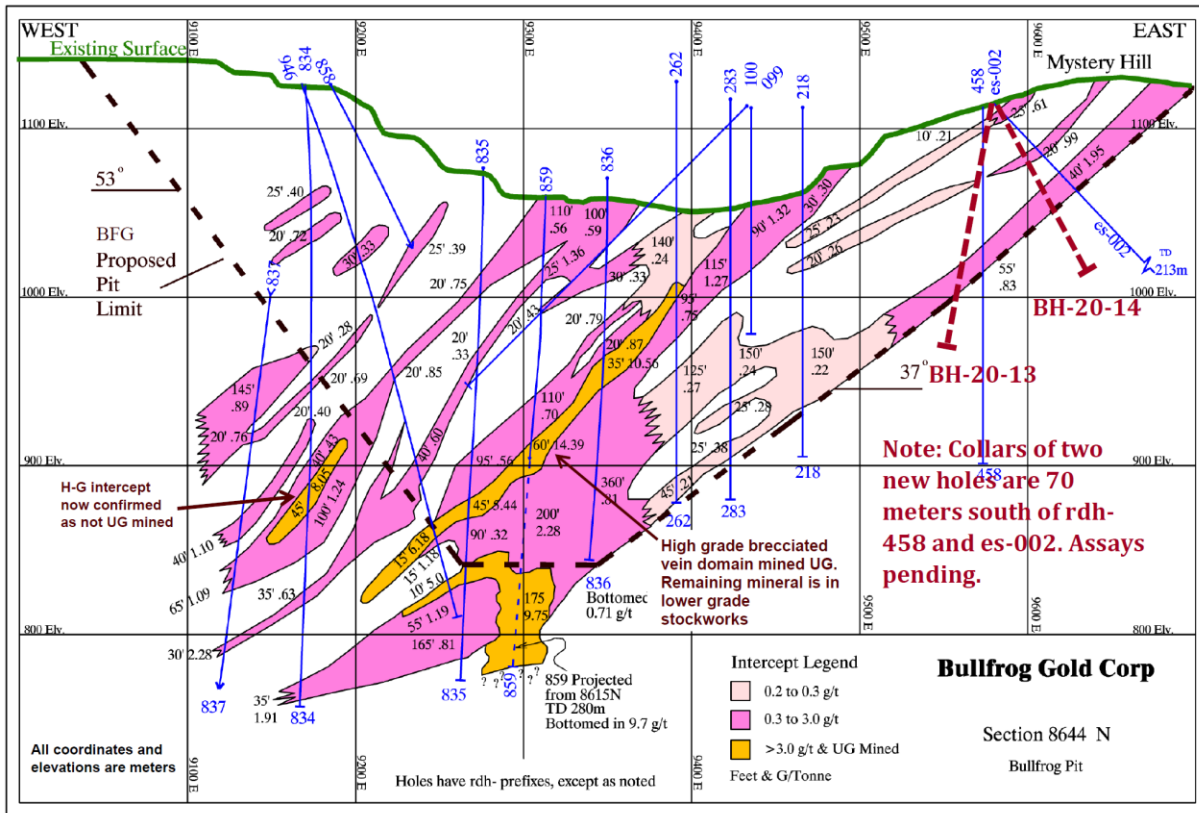 WEST
EAST
Existing Surface
Mystery Hill
9100 E
9200 E
9300 E
9400 E
9500 E
9600 E
946
834
858
835
859
836
262
283
100
099
218
458
es-002
1100 Elv.
1100 Elv.
1000 Elv.
1000 Elv.
900 Elv.
900 Elv.
800 Elv.
800 Elv.
53°
BFG
Proposed
Pit
Limit
25' .40
20' .72
30' .33
25' .39
837
20' .28
20' .75
20' .69
20' .85
20'
.33
145'
.89
20' .76
20' .40
40' .43
45' 8.05
100' 1.24
40' .60
H-G intercept
now confirmed
as not UG mined
40' 1.10
65' 1.09
35' .63
30' 2.28
837
35'
1.91
834
110'
.56
100'
.59
25' 1.36
30' .33
20' .43
20' .79
140'
.24
115'
1.27
95'
.75
20' .87
35' 10.56
110'
.70
60' 14.39
95' .56
45' 5.44
90' .32
15' 6.18
15' 1.18
10' 5.0
55' 1.19
165' .81
200'
2.28
360'
.81
175
9.75
835
859
? ? ? ?
836
Bottomed
0.71 g/t
859 Projected
from 8615N
TD 280m
Bottomed in 9.7 g/t
High grade brecciated
vein domain mined UG.
Remaining mineral is in
lower grade
stockworks
90' 1.32
30' .30
25' .23
20' .26
10' .21
25' .61
20' .99
40' 1.95
55'
.83
125'
.27
150'
.24
150'
.22
25' .28
25' .38
45' .21
262
283
218
458
37°
es-002
TD
213m
BH-20-14
BH-20-13
Note: Collars of two
new holes are 70
meters south of rdh-
458 and es-002. Assays
pending.
Intercept Legend
0.2 to 0.3 g/t
0.3 to 3.0 g/t
>3.0 g/t & UG Mined
Feet & G/Tonne
Bullfrog Gold Corp
Section 8644 N
Bullfrog Pit
All coordinates and
elevations are meters
Holes have rdh- prefixes, except as noted
9100 E
9200 E
9300 E
9400 E
9500 E
9600 E